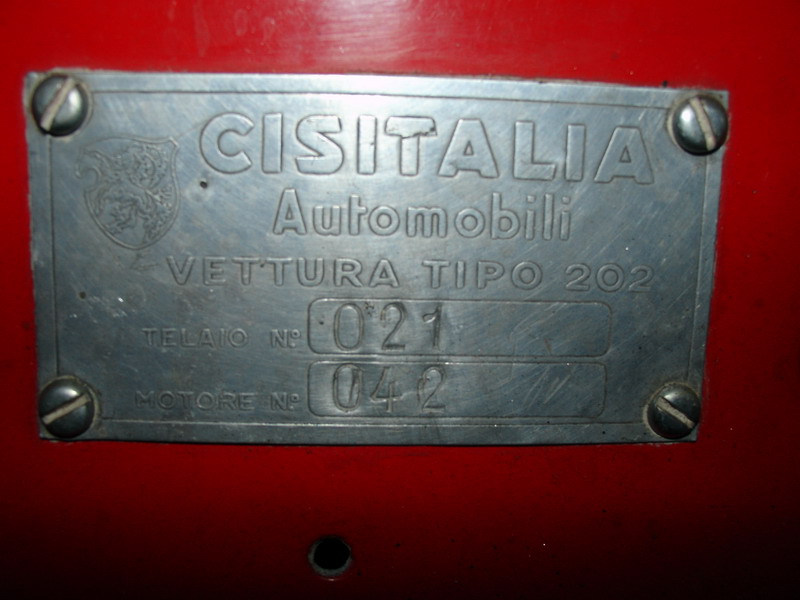 CISITALIA
Automobili
VETTURA TIPO 202
TELAIO Nº 021
MOTORE Nº 042